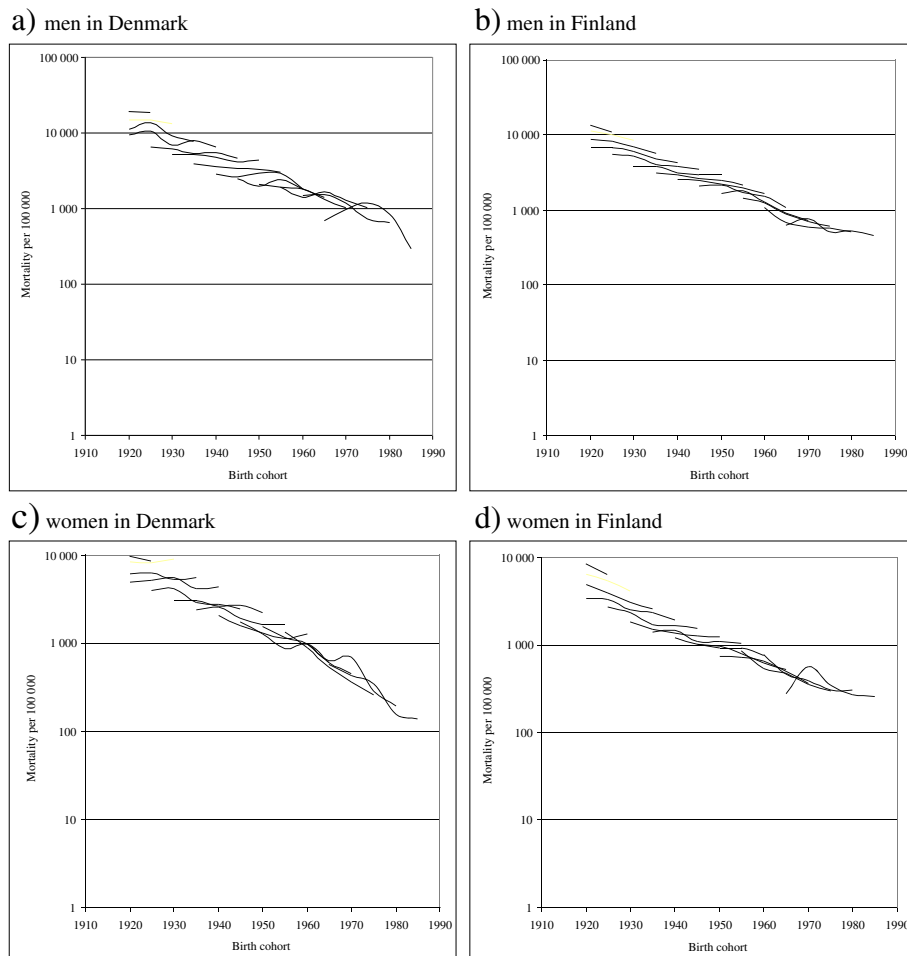 a) men in Denmark
100 000
10 000
1 000
100
10
1
Mortality per 100 000
1910 1920 1930 1940 1950 1960 1970 1980 1990
Birth cohort
b) men in Finland
100 000
10 000
1 000
100
10
1
Mortality per 100 000
1910 1920 1930 1940 1950 1960 1970 1980 1990
Birth cohort
c) women in Denmark
10 000
1 000
100
10
1
Mortality per 100 000
1910 1920 1930 1940 1950 1960 1970 1980 1990
Birth cohort
d) women in Finland
10 000
1 000
100
10
1
Mortality per 100 000
1910 1920 1930 1940 1950 1960 1970 1980 1990
Birth cohort